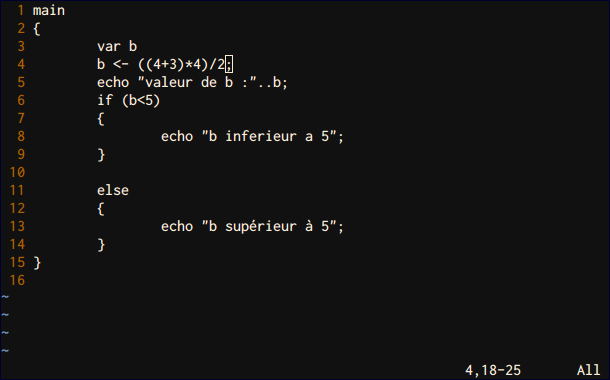 1 main
2 {
3 var b
4 b <- ((4+3)*4)/2;
5 echo "valeur de b :"..b;
6 if (b<5)
7 {
8 echo "b inferieur a 5";
9 }
10
11 else
12 {
13 echo "b supérieur à 5";
14 }
15 }
16
~
~
~
~
4,18-25 All